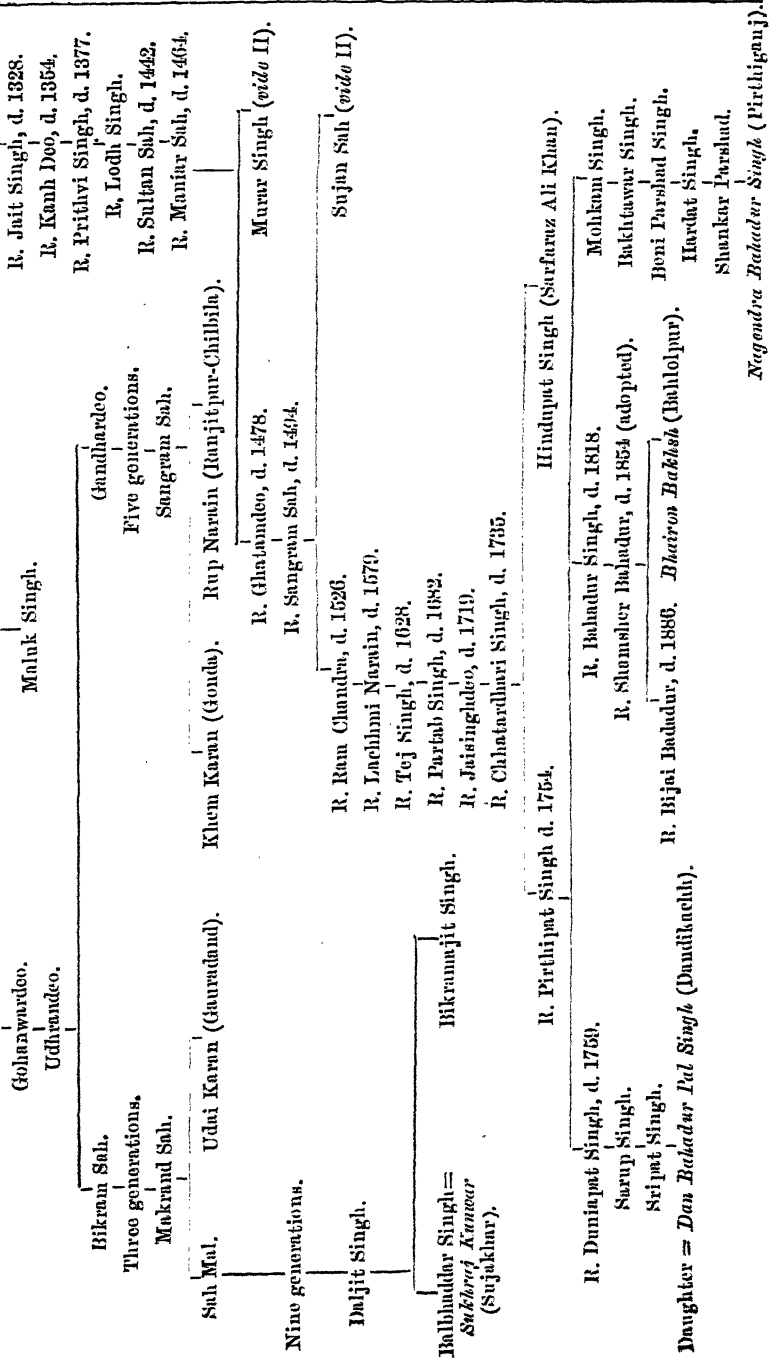 Gohanwardeo.
Udhrandeo.
Maluk Singh.
R. Jait Singh, d. 1328.
R. Kanh Deo, d. 1354.
R. Prithvi Singh, d. 1377.
R. Lodh Singh.
R. Sultan Sah, d. 1442.
R. Maniar Sah, d. 1464.
Bikram Sah.
Three generations.
Makrand Sah.
Gandhardeo.
Five generations.
Sangram Sah.
Sah Mal.
Udai Karan (Gauradand).
Khem Karan (Gonda).
Rup Narain (Ranjitpur-Chilbila).
R. Ghatamdeo, d. 1478.
Murar Singh (vide II).
R. Sangram Sah, d. 1494.
Nine generations.
Daljit Singh.
R. Ram Chandra, d. 1526.
Sujan Sah (vide II).
R. Lachhmi Narain, d. 1579.
R. Tej Singh, d. 1628.
R. Partab Singh, d. 1682.
R. Jaisinghdeo, d. 1719.
R. Chhatardhari Singh, d. 1735.
Balbhaddar Singh=
Sukhraj Kunwar
(Sujakhar).
Bikramajit Singh.
R. Pirthipat Singh d. 1754.
Hindupat Singh (Sarfaraz Ali Khan).
R. Duniapat Singh, d. 1759.
Sarup Singh.
Sripat Singh.
Daughter = Dan Bahadur Pal Singh (Dandikachh).
R. Bahadur Singh, d. 1818.
R. Shamsher Bahadur, d. 1854 (adopted).
R. Bijai Badadur, d. 1886.
Bhairon Bakhsh (Bahlolpur).
Mohkam Singh.
Bakhtawar Singh.
Beni Parshad Singh.
Hardat Singh.
Shankar Parshad.
Nagendra Bahadur Singh (Pirthiganj).